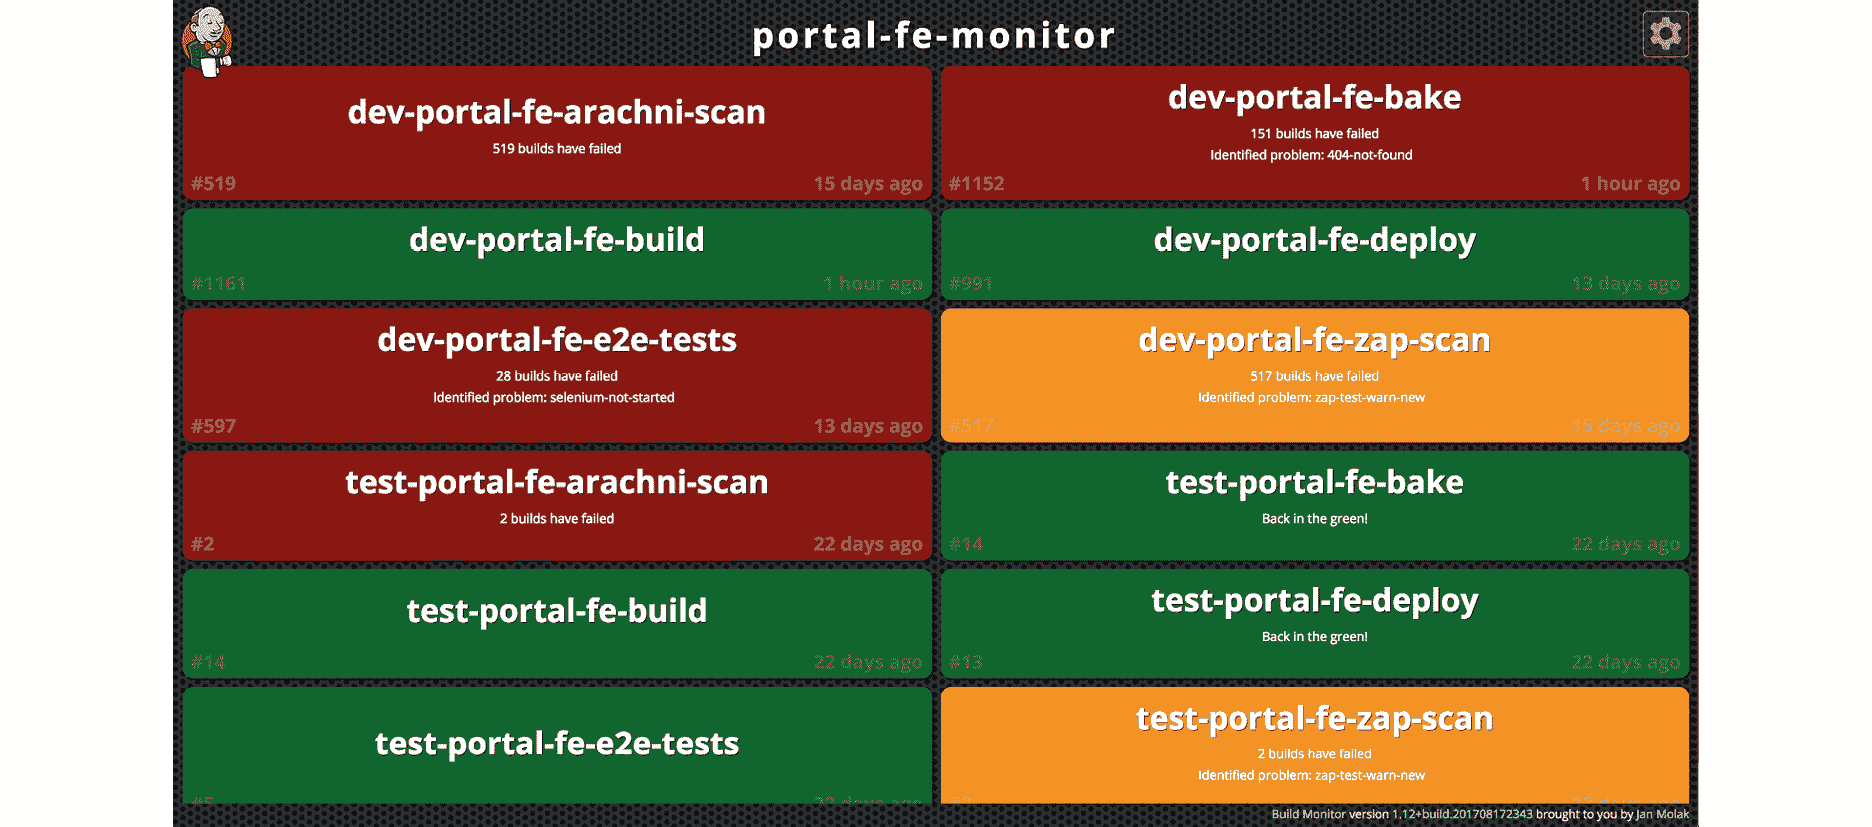 portal-fe-monitor
dev-portal-fe-arachni-scan
519 builds have failed
#519 15 days ago
dev-portal-fe-bake
151 builds have failed
Identified problem: 404-not-found
#1152 1 hour ago
dev-portal-fe-build
#1161 1 hour ago
dev-portal-fe-deploy
#991 13 days ago
dev-portal-fe-e2e-tests
28 builds have failed
Identified problem: selenium-not-started
#597 13 days ago
dev-portal-fe-zap-scan
517 builds have failed
Identified problem: zap-test-warn-new
#517 15 days ago
test-portal-fe-arachni-scan
2 builds have failed
#2 22 days ago
test-portal-fe-bake
Back in the green!
#14 22 days ago
test-portal-fe-build
#14 22 days ago
test-portal-fe-deploy
Back in the green!
#13 22 days ago
test-portal-fe-e2e-tests
test-portal-fe-zap-scan
2 builds have failed
Identified problem: zap-test-warn-new
Build Monitor version 1.12+build.201708172343 brought to you by Jan Molak